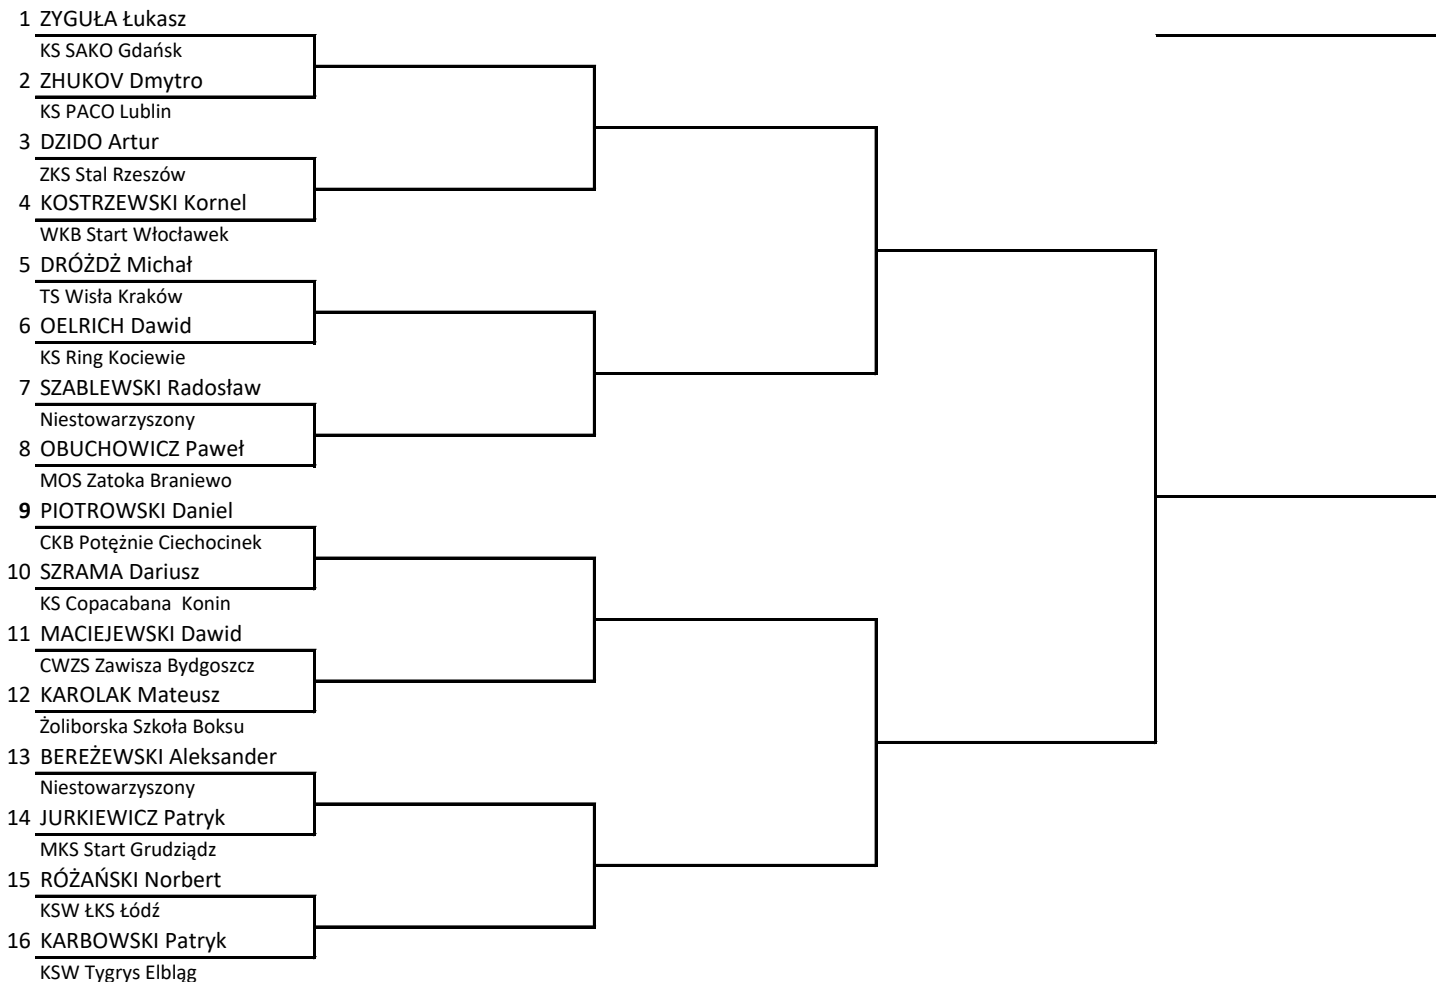 1 ZYGUŁA Łukasz
KS SAKO Gdańsk
2 ZHUKOV Dmytro
KS PACO Lublin
3 DZIDO Artur
ZKS Stal Rzeszów
4 KOSTRZEWSKI Kornel
WKB Start Włocławek
5 DRÓŻDŻ Michał
TS Wisła Kraków
6 OELRICH Dawid
KS Ring Kociewie
7 SZABLEWSKI Radosław
Niestowarzyszony
8 OBUCHOWICZ Paweł
MOS Zatoka Braniewo
9 PIOTROWSKI Daniel
CKB Potężnie Ciechocinek
10 SZRAMA Dariusz
KS Copacabana  Konin
11 MACIEJEWSKI Dawid
CWZS Zawisza Bydgoszcz
12 KAROLAK Mateusz
Żoliborska Szkoła Boksu
13 BEREŻEWSKI Aleksander
Niestowarzyszony
14 JURKIEWICZ Patryk
MKS Start Grudziądz
15 RÓŻAŃSKI Norbert
KSW ŁKS Łódź
16 KARBOWSKI Patryk
KSW Tygrys Elbląg